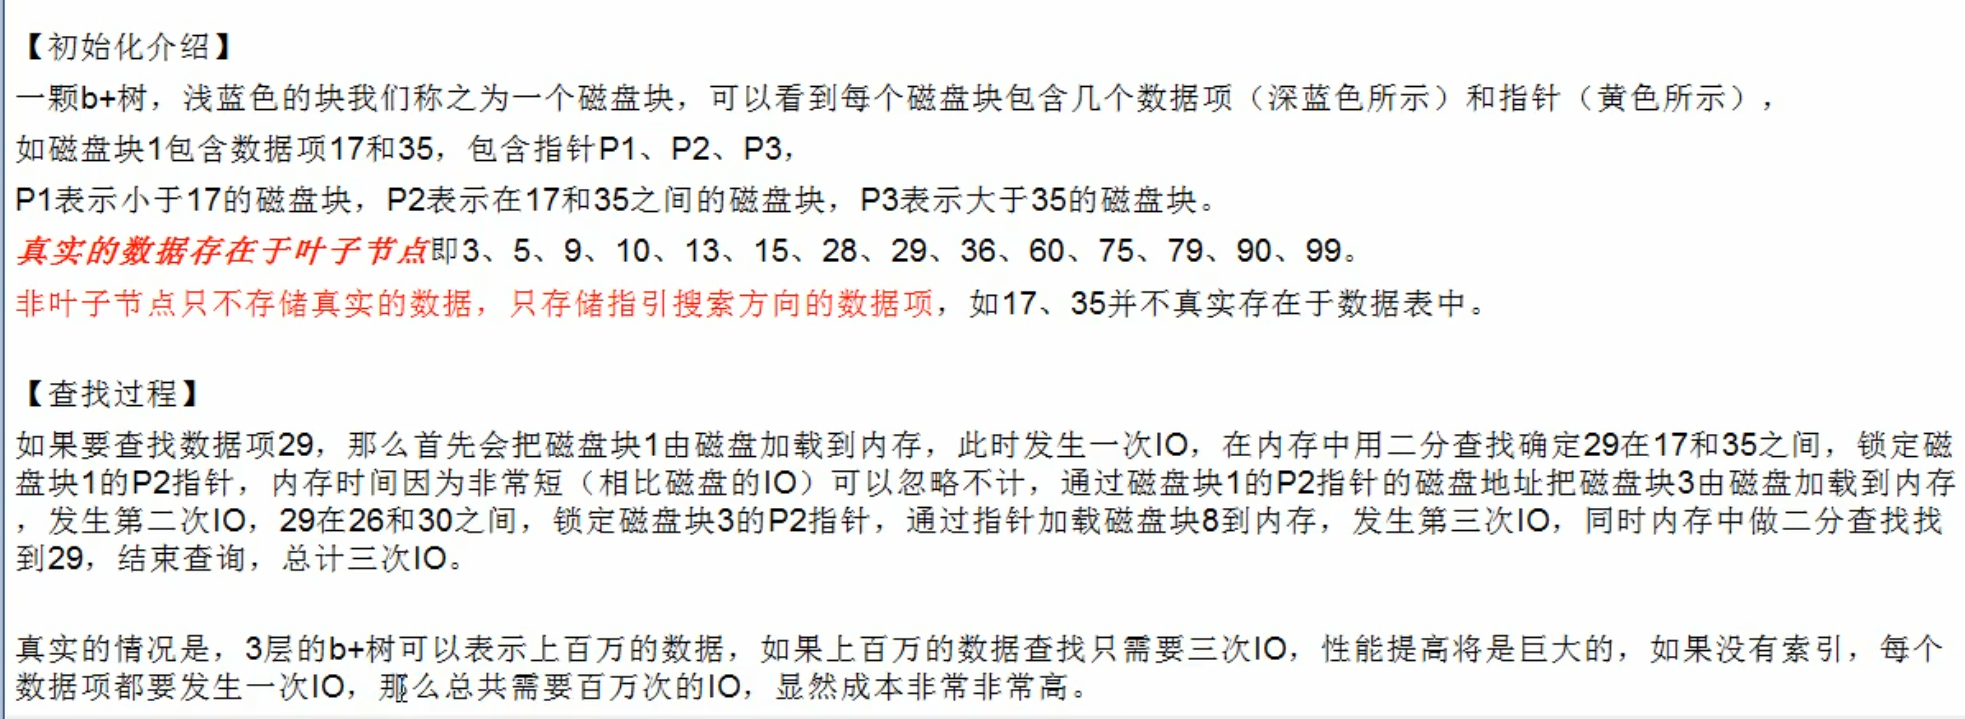 【初始化介绍】
一颗b+树，浅蓝色的块我们称之为一个磁盘块，可以看到每个磁盘块包含几个数据项（深蓝色所示）和指针（黄色所示），
如磁盘块1包含数据项17和35，包含指针P1、P2、P3，
P1表示小于17的磁盘块，P2表示在17和35之间的磁盘块，P3表示大于35的磁盘块。
真实的数据存在于叶子节点即3、5、9、10、13、15、28、29、36、60、75、79、90、99。
非叶子节点只不存储真实的数据，只存储指引搜索方向的数据项，如17、35并不真实存在于数据表中。
【查找过程】
如果要查找数据项29，那么首先会把磁盘块1由磁盘加载到内存，此时发生一次IO，在内存中用二分查找确定29在17和35之间，锁定磁
盘块1的P2指针，内存时间因为非常短（相比磁盘的IO）可以忽略不计，通过磁盘块1的P2指针的磁盘地址把磁盘块3由磁盘加载到内存
，发生第二次IO，29在26和30之间，锁定磁盘块3的P2指针，通过指针加载磁盘块8到内存，发生第三次IO，同时内存中做二分查找找
到29，结束查询，总计三次IO。
真实的情况是，3层的b+树可以表示上百万的数据，如果上百万的数据查找只需要三次IO，性能提高将是巨大的，如果没有索引，每个
数据项都要发生一次IO，那么总共需要百万次的IO，显然成本非常非常高。